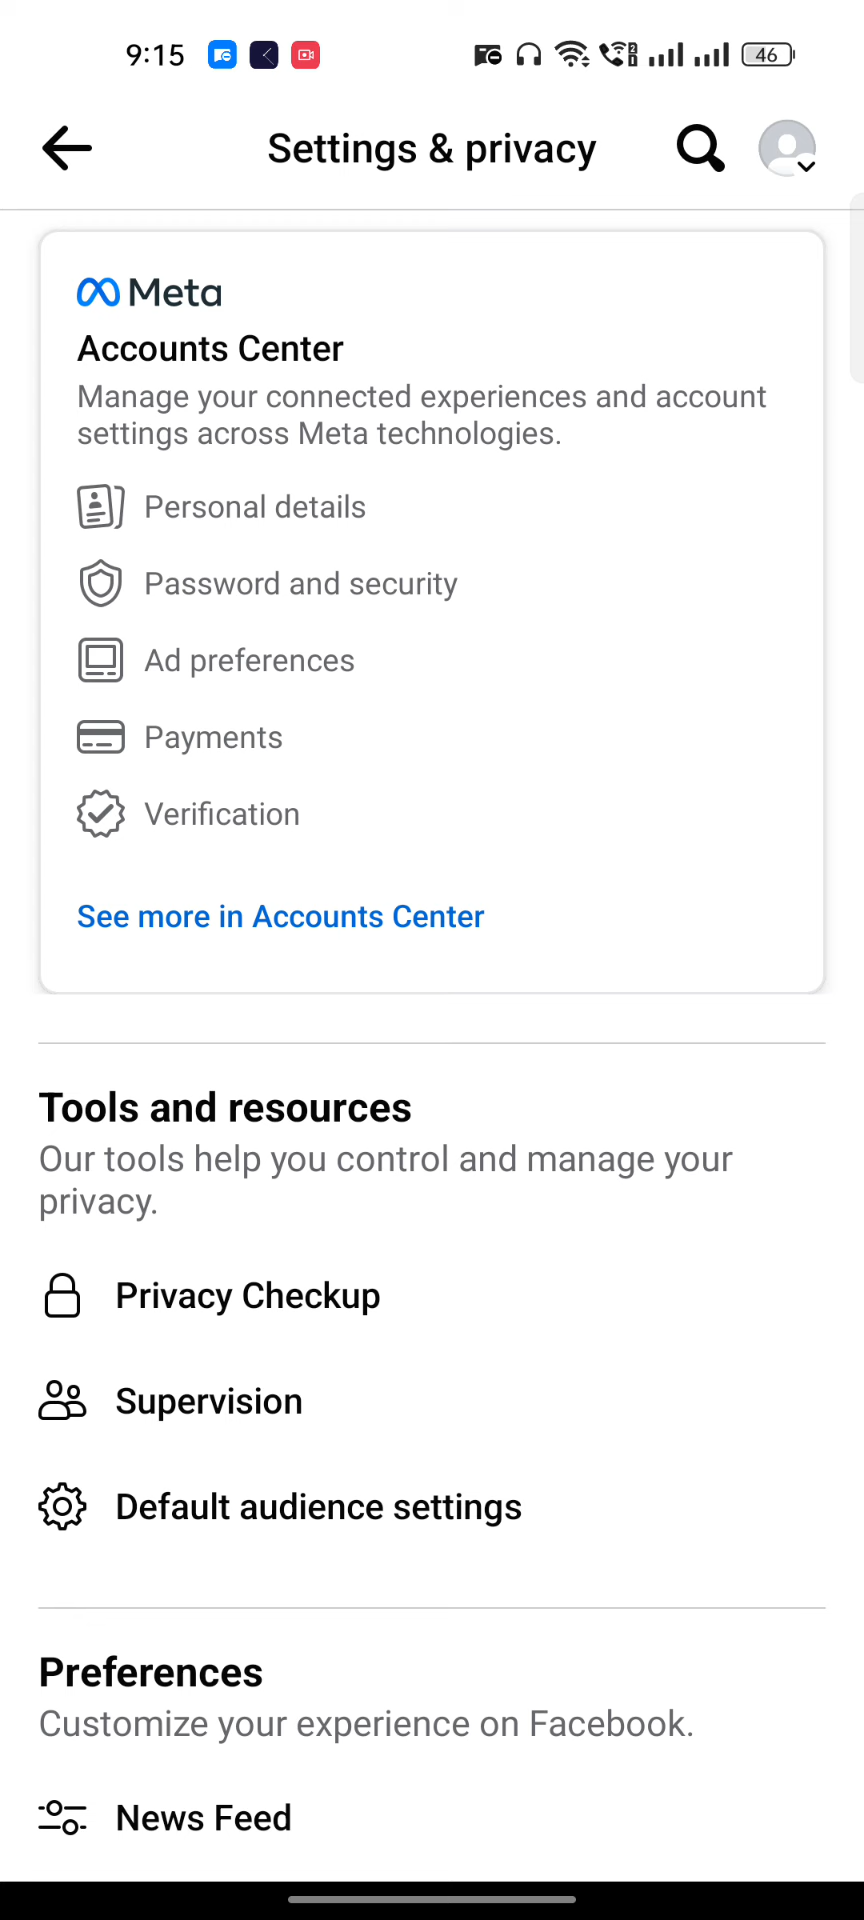 9:15
46
Settings & privacy
Meta
Accounts Center
Manage your connected experiences and account
settings across Meta technologies.
Personal details
Password and security
Ad preferences
Payments
Verification
See more in Accounts Center
Tools and resources
Our tools help you control and manage your
privacy.
Privacy Checkup
Supervision
Default audience settings
Preferences
Customize your experience on Facebook.
News Feed